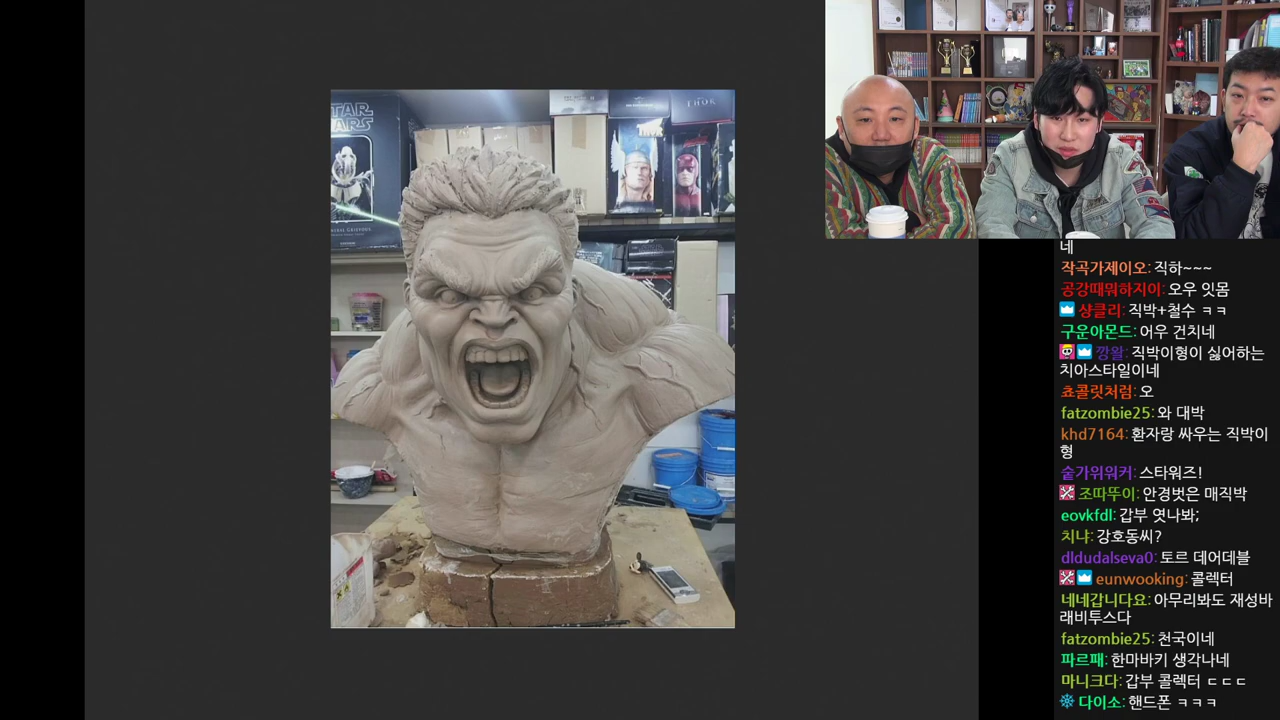 STAR
WARS
GENERAL GRIEVOUS
THOR
THOR
네
작곡가제이오: 직하~~~
공강때뭐하지이: 오우 잇몸
샹클리: 직박+철수 ㅋㅋ
구운아몬드: 어우 건치네
깡왈: 직박이형이 싫어하는
치아스타일이네
쵸콜릿처럼: 오
fatzombie25: 와 대박
khd7164: 환자랑 싸우는 직박이
형
숱가위워커: 스타워즈!
조따뚜이: 안경벗은 매직박
eovkfdl: 갑부 엿나봐;
치냐: 강호동씨?
dldudalseva0: 토르 데어데블
eunwooking: 콜렉터
네네갑니다요: 아무리봐도 재성바
래비투스다
fatzombie25: 천국이네
파르패: 한마바키 생각나네
마니크다: 갑부 콜렉터 ㄷㄷㄷ
다이소: 핸드폰 ㅋㅋㅋ